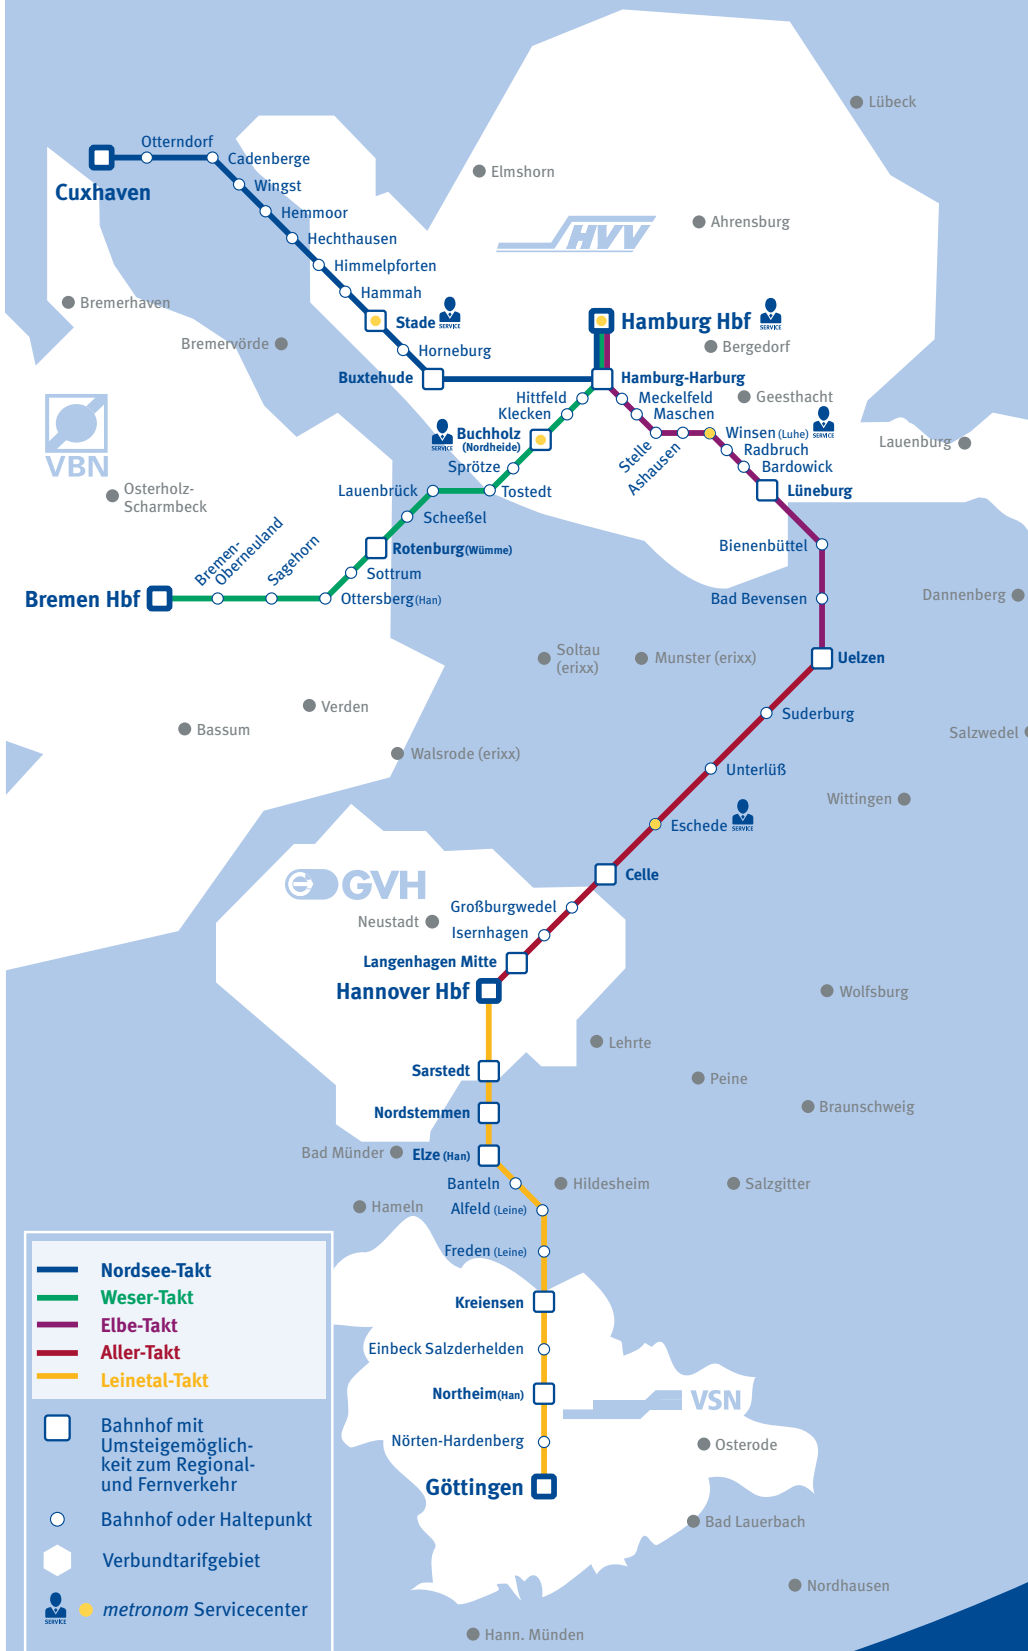 Lübeck
Otterndorf
Cadenberge
Elmshorn
Cuxhaven
Wingst
Hemmoor
Ahrensburg
HVV
Hechthausen
Himmelpforten
Hammah
Bremerhaven
Stade
SERVICE
Hamburg Hbf
SERVICE
Bremervörde
Horneburg
Bergedorf
Buxtehude
Hamburg-Harburg
Hittfeld
Meckelfeld
Geesthacht
Klecken
Maschen
SERVICE
Buchholz
(Nordheide)
Winsen (Luhe)
SERVICE
Lauenburg
VBN
Stelle
Ashausen
Radbruch
Sprötze
Bardowick
Osterholz-
Scharmbeck
Lauenbrück
Tostedt
Lüneburg
Scheeßel
Bremen-
Oberneuland
Sagehorn
Rotenburg(Wümme)
Bienenbüttel
Sottrum
Bremen Hbf
Ottersberg(Han)
Bad Bevensen
Dannenberg
Soltau
(erixx)
Munster (erixx)
Uelzen
Verden
Suderburg
Bassum
Salzwedel
Walsrode (erixx)
Unterlüß
Wittingen
Eschede
SERVICE
Celle
GVH
Großburgwedel
Neustadt
Isernhagen
Langenhagen Mitte
Hannover Hbf
Wolfsburg
Lehrte
Sarstedt
Peine
Nordstemmen
Braunschweig
Bad Münder
Elze (Han)
Banteln
Hildesheim
Salzgitter
Hameln
Alfeld (Leine)
Freden (Leine)
Kreiensen
Einbeck Salzderhelden
Northeim(Han)
VSN
Nörten-Hardenberg
Osterode
Göttingen
Bad Lauerbach
Nordhausen
Hann. Münden
Nordsee-Takt
Weser-Takt
Elbe-Takt
Aller-Takt
Leinetal-Takt
Bahnhof mit
Umsteigemöglich-
keit zum Regional-
und Fernverkehr
Bahnhof oder Haltepunkt
Verbundtarifgebiet
SERVICE
metronom Servicecenter